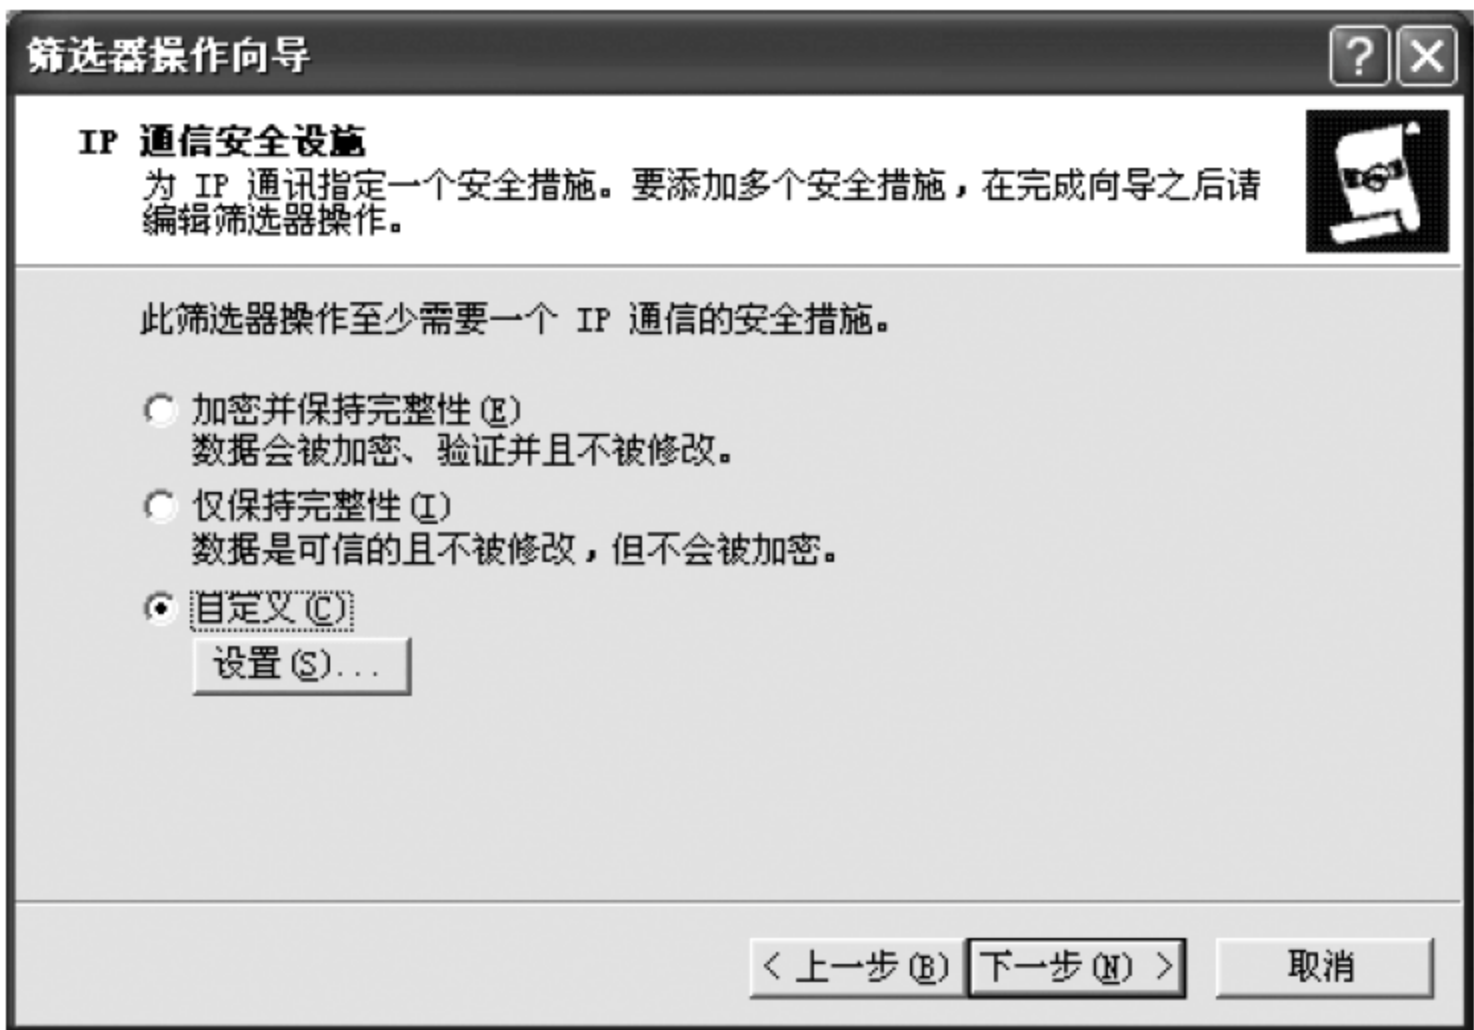 筛选器操作向导
IP 通信安全设施
为 IP 通讯指定一个安全措施。要添加多个安全措施，在完成向导之后请
编辑筛选器操作。
此筛选器操作至少需要一个 IP 通信的安全措施。
加密并保持完整性(E)
数据会被加密、验证并且不被修改。
仅保持完整性(I)
数据是可信的且不被修改，但不会被加密。
自定义(C)
设置(S)...
< 上一步(B) 下一步(N) > 取消